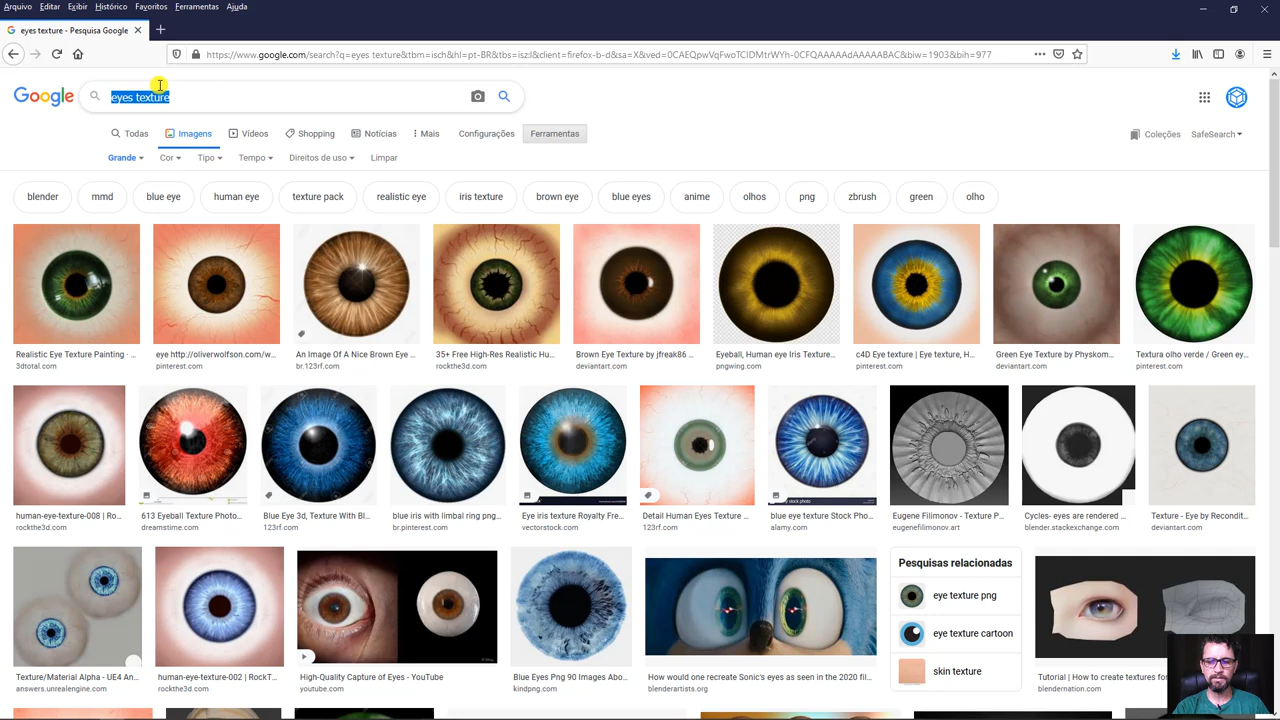 Arquivo Editar Exibir Histórico Favoritos Ferramentas Ajuda
eyes texture - Pesquisa Google
https://www.google.com/search?q=eyes texture&tbm=isch&hl=pt-BR&tbs=isz:l&client=firefox-b-d&sa=X&ved=0CAEQpwVqFwoTCIDMtrWYh-0CFQAAAAAdAAAAABAC&biw=1903&bih=977
Google
eyes texture
Todas Imagens Vídeos Shopping Notícias Mais Configurações Ferramentas
Coleções SafeSearch
Grande Cor Tipo Tempo Direitos de uso Limpar
blender mmd blue eye human eye texture pack realistic eye iris texture brown eye blue eyes anime olhos png zbrush green olho
Realistic Eye Texture Painting · ... eye http://oliverwolfson.com/w... An Image Of A Nice Brown Eye ... 35+ Free High-Res Realistic Hu... Brown Eye Texture by jfreak86 ... Eyeball, Human eye Iris Texture... c4D Eye texture | Eye texture, H... Green Eye Texture by Physkom... Textura olho verde / Green ey...
3dtotal.com pinterest.com br.123rf.com rockthe3d.com deviantart.com pngwing.com pinterest.com deviantart.com pinterest.com
human-eye-texture-008 | Ro... 613 Eyeball Texture Photo... Blue Eye 3d, Texture With Bl... blue iris with limbal ring png... Eye iris texture Royalty Fre... Detail Human Eyes Texture ... blue eye texture Stock Pho... Eugene Filimonov - Texture P... Cycles- eyes are rendered ... Texture - Eye by Recondit...
rockthe3d.com dreamstime.com 123rf.com br.pinterest.com vectorstock.com 123rf.com alamy.com eugenefilimonov.art blender.stackexchange.com deviantart.com
Pesquisas relacionadas
eye texture png
eye texture cartoon
skin texture
Texture/Material Alpha - UE4 An... human-eye-texture-002 | RockT... High-Quality Capture of Eyes - YouTube Blue Eyes Png 90 Images Abo... How would one recreate Sonic's eyes as seen in the 2020 fil... Tutorial | How to create textures fo
answers.unrealengine.com rockthe3d.com youtube.com kindpng.com blenderartists.org blendernation.com